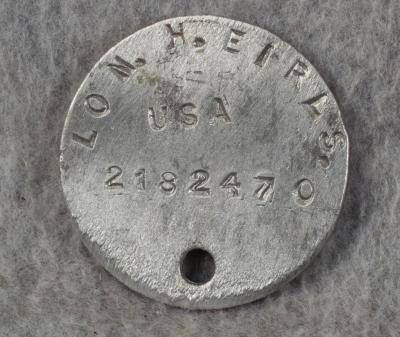 LON. H. EIRLS.
USA
2182470